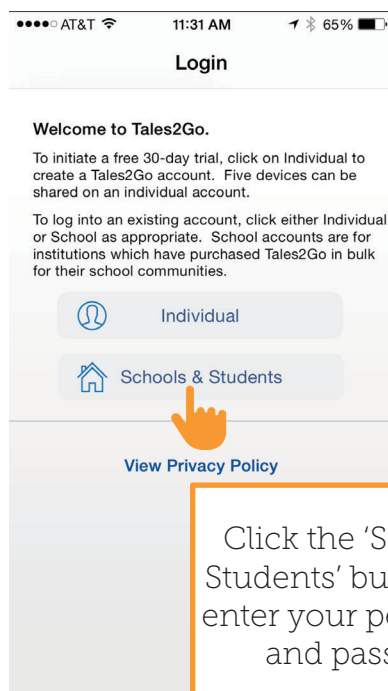 AT&T 11:31 AM 65%
Login
Welcome to Tales2Go.
To initiate a free 30-day trial, click on Individual to
create a Tales2Go account. Five devices can be
shared on an individual account.
To log into an existing account, click either Individual
or School as appropriate. School accounts are for
institutions which have purchased Tales2Go in bulk
for their school communities.
Individual
Schools & Students
View Privacy Policy
Click the ‘S
Students’ bu
enter your p
and pass